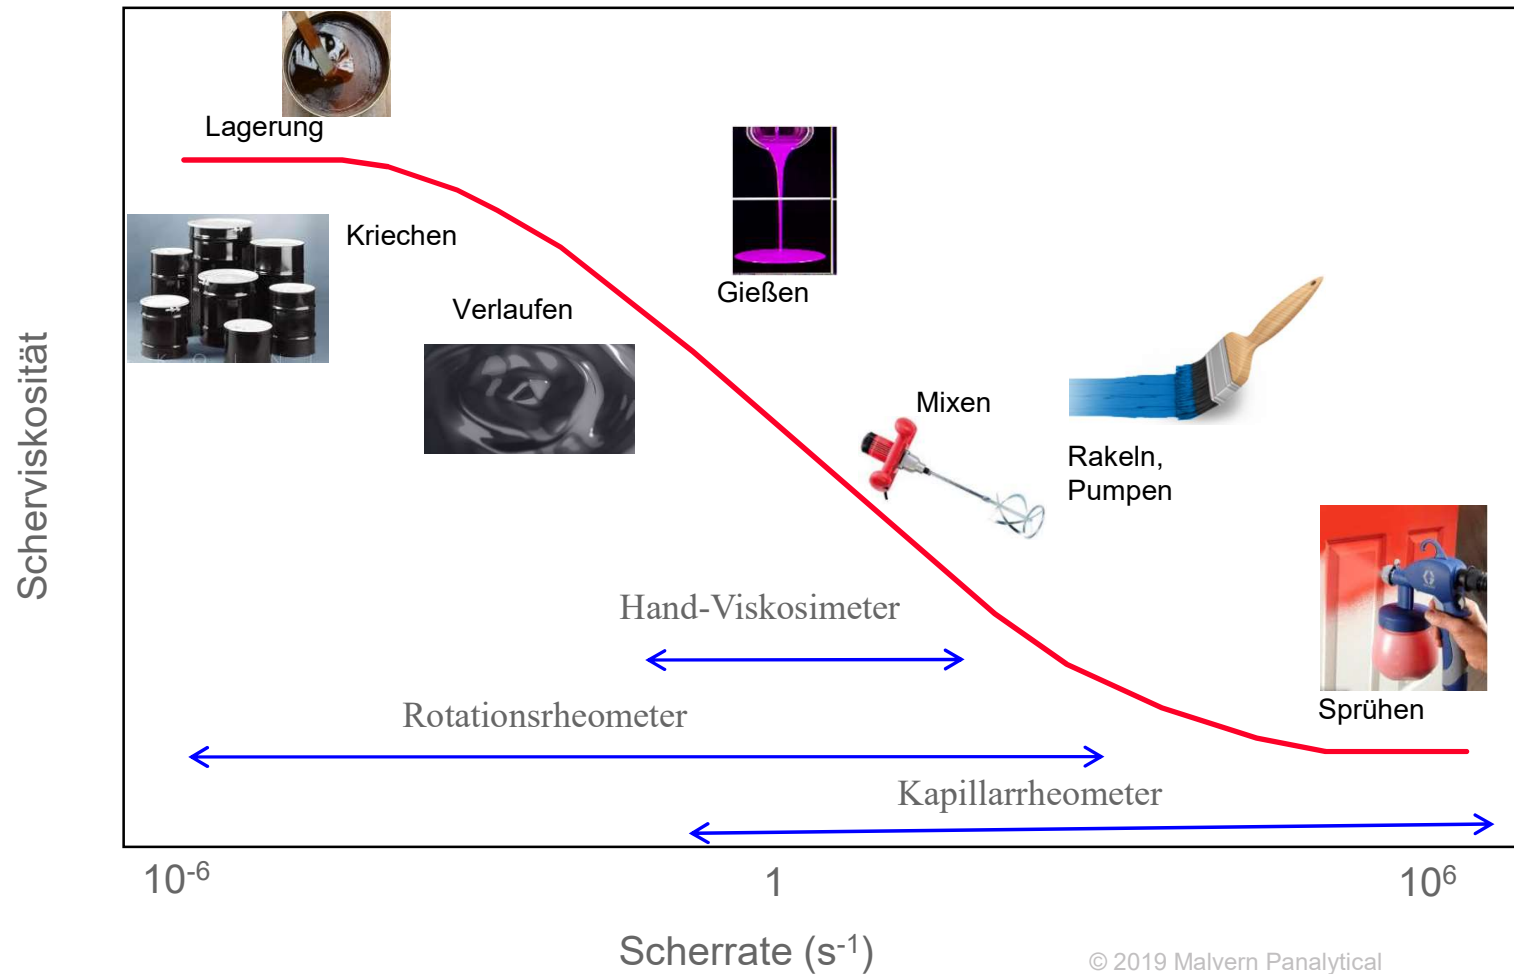 Lagerung
Kriechen
Verlaufen
Gießen
Mixen
Rakeln,
Pumpen
Sprühen
Scherviskosität
Hand-Viskosimeter
Rotationsrheometer
Kapillarrheometer
10⁻⁶
1
10⁶
Scherrate (s⁻¹)
© 2019 Malvern Panalytical